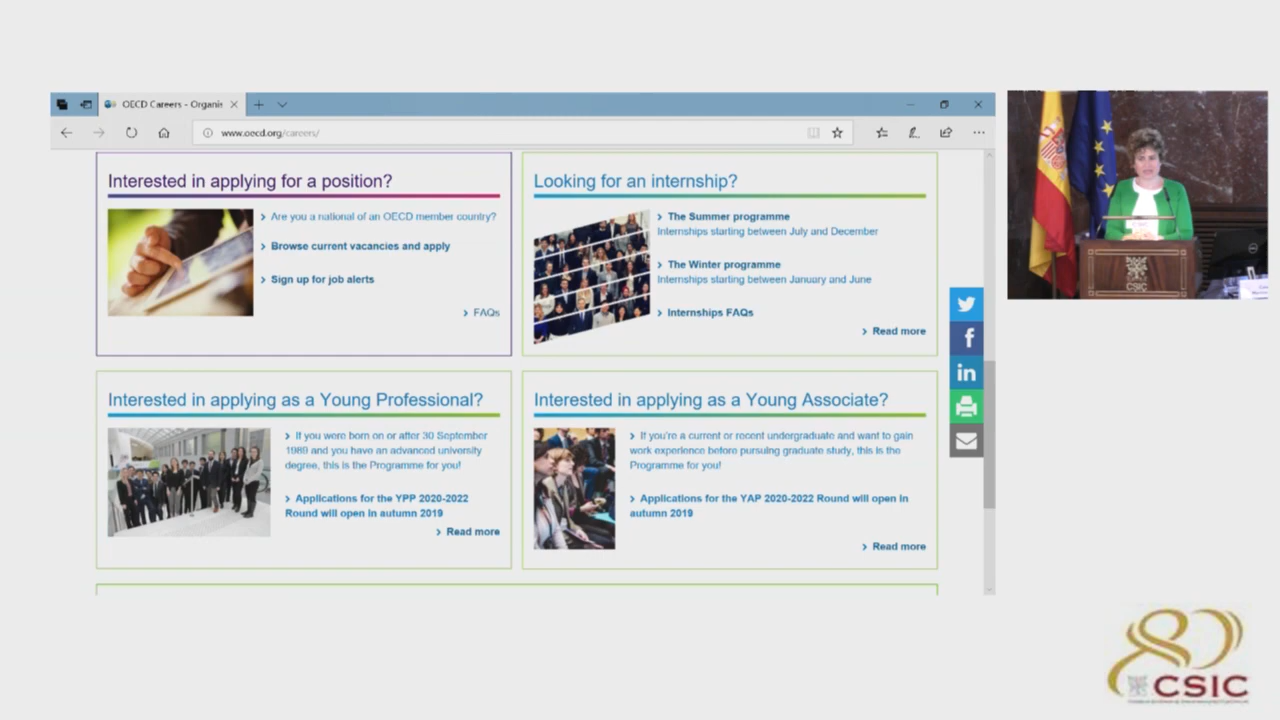 OECD Careers - Organis
www.oecd.org/careers/
Interested in applying for a position?
Are you a national of an OECD member country?
Browse current vacancies and apply
Sign up for job alerts
FAQs
Looking for an internship?
The Summer programme
Internships starting between July and December
The Winter programme
Internships starting between January and June
Internships FAQs
Read more
Interested in applying as a Young Professional?
If you were born on or after 30 September
1989 and you have an advanced university
degree, this is the Programme for you!
Applications for the YPP 2020-2022
Round will open in autumn 2019
Read more
Interested in applying as a Young Associate?
If you're a current or recent undergraduate and want to gain
work experience before pursuing graduate study, this is the
Programme for you!
Applications for the YAP 2020-2022 Round will open in
autumn 2019
Read more
CSIC
80
CSIC